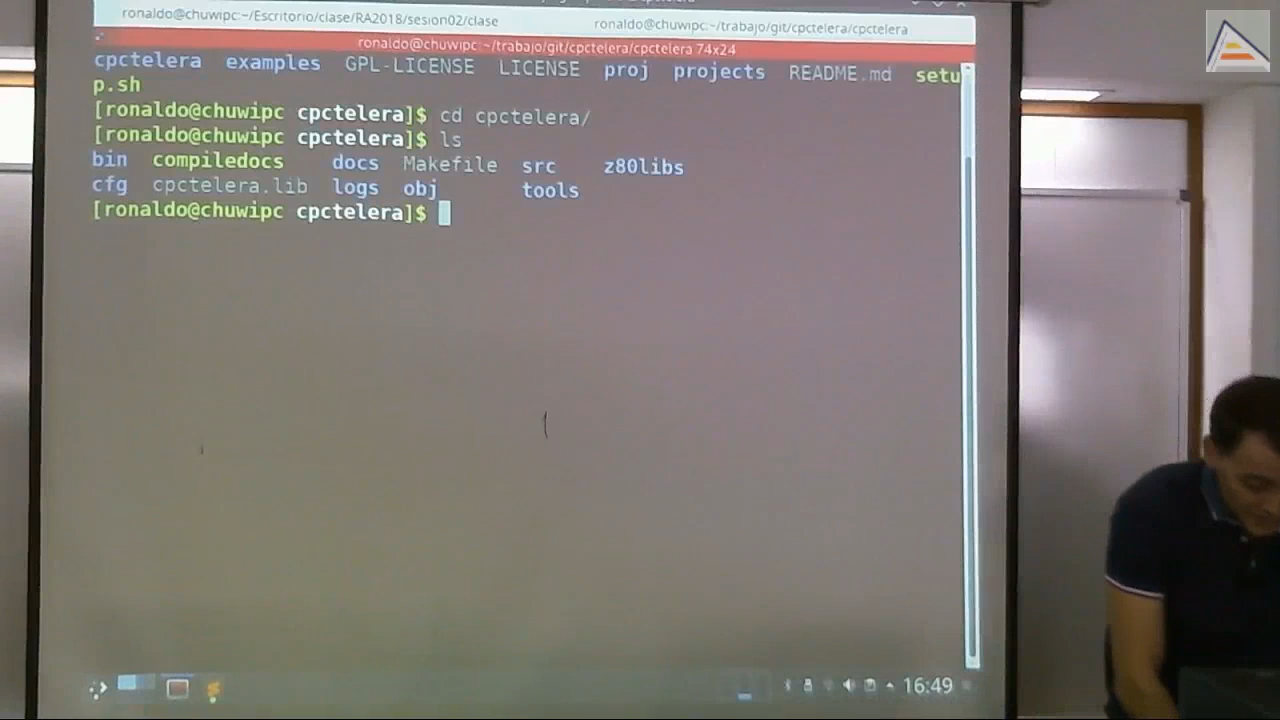 ronaldo@chuwipc:~/Escritorio/clase/RA2018/sesion02/clase
ronaldo@chuwipc:~/trabajo/git/cpctelera/cpctelera
ronaldo@chuwipc:~/trabajo/git/cpctelera/cpctelera 74x24
cpctelera examples GPL-LICENSE LICENSE proj projects README.md setu
p.sh
[ronaldo@chuwipc cpctelera]$ cd cpctelera/
[ronaldo@chuwipc cpctelera]$ ls
bin compiledocs docs Makefile src z80libs
cfg cpctelera.lib logs obj tools
[ronaldo@chuwipc cpctelera]$
16:49